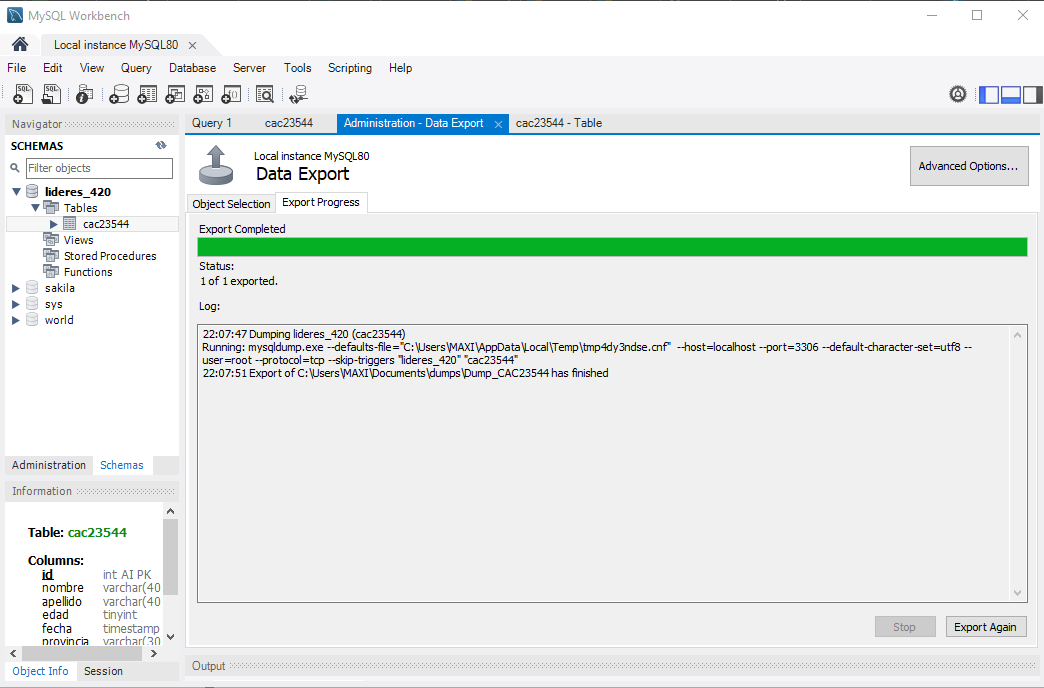 MySQL Workbench
Local instance MySQL80
File Edit View Query Database Server Tools Scripting Help
Navigator
SCHEMAS
Filter objects
lideres_420
Tables
cac23544
Views
Stored Procedures
Functions
sakila
sys
world
Administration Schemas
Information
Table: cac23544
Columns:
id int AI PK
nombre varchar(40
apellido varchar(40
edad tinyint
fecha timestamp
provincia varchar(30
Object Info Session
Query 1 cac23544 Administration - Data Export cac23544 - Table
Local instance MySQL80
Data Export
Advanced Options...
Object Selection Export Progress
Export Completed
Status:
1 of 1 exported.
Log:
22:07:47 Dumping lideres_420 (cac23544)
Running: mysqldump.exe --defaults-file="C:\Users\MAXI\AppData\Local\Temp\tmp4dy3ndse.cnf" --host=localhost --port=3306 --default-character-set=utf8 --
user=root --protocol=tcp --skip-triggers "lideres_420" "cac23544"
22:07:51 Export of C:\Users\MAXI\Documents\dumps\Dump_CAC23544 has finished
Stop Export Again
Output